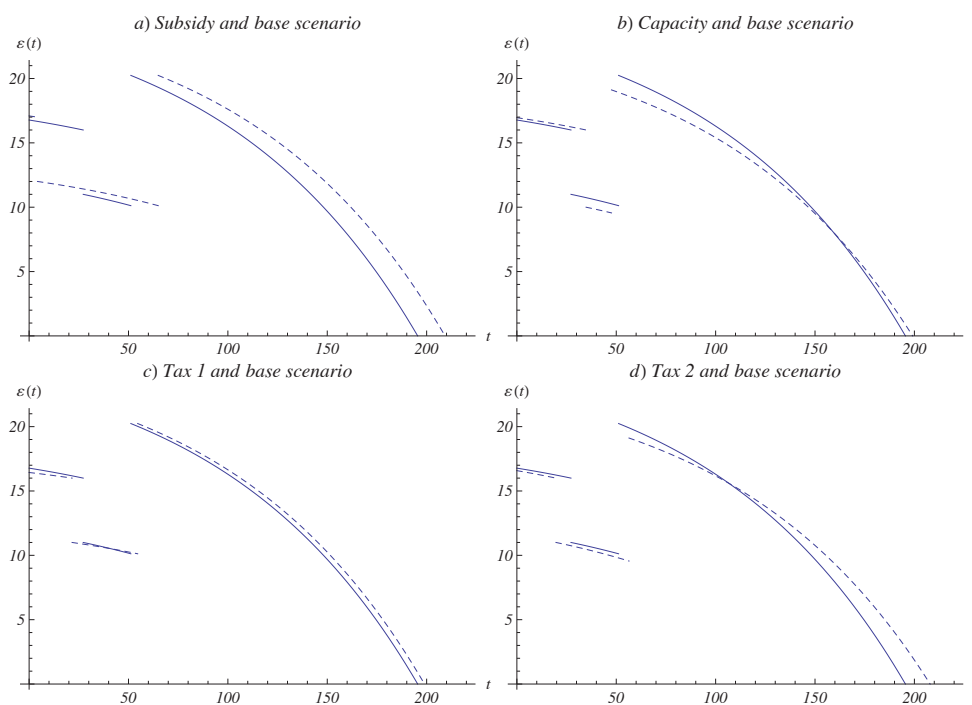 a) Subsidy and base scenario
b) Capacity and base scenario
ε(t)
ε(t)
20
15
10
5
50
100
150
200
t
20
15
10
5
50
100
150
200
t
c) Tax 1 and base scenario
d) Tax 2 and base scenario
ε(t)
ε(t)
20
15
10
5
50
100
150
200
t
20
15
10
5
50
100
150
200
t